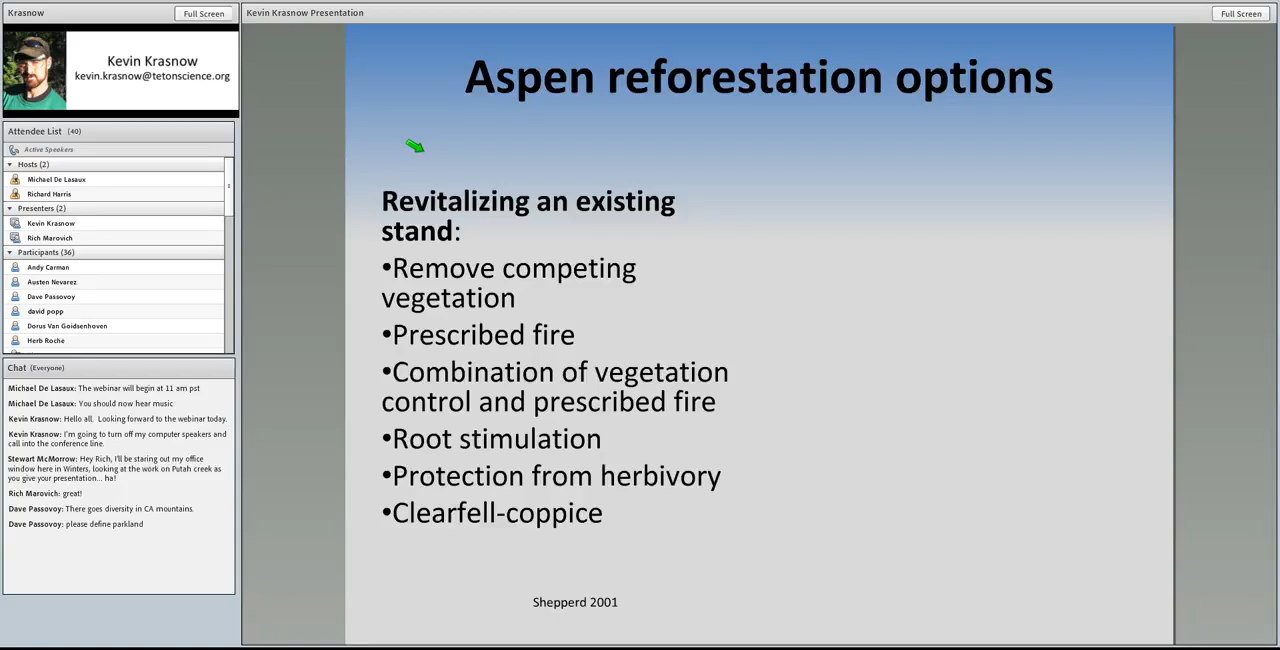 Krasnow
Full Screen
Kevin Krasnow
kevin.krasnow@tetonscience.org
Attendee List (40)
Active Speakers
Hosts (2)
Michael De Lasaux
Richard Harris
Presenters (2)
Kevin Krasnow
Rich Marovich
Participants (36)
Andy Carman
Austen Nevarez
Dave Passovoy
david popp
Dorus Van Goidsenhoven
Herb Roche
Chat (Everyone)
Michael De Lasaux: The webinar will begin at 11 am pst
Michael De Lasaux: You should now hear music
Kevin Krasnow: Hello all. Looking forward to the webinar today.
Kevin Krasnow: I'm going to turn off my computer speakers and
call into the conference line.
Stewart McMorrow: Hey Rich, I'll be staring out my office
window here in Winters, looking at the work on Putah creek as
you give your presentation... ha!
Rich Marovich: great!
Dave Passovoy: There goes diversity in CA mountains.
Dave Passovoy: please define parkland
Kevin Krasnow Presentation
Full Screen
Aspen reforestation options
Revitalizing an existing
stand:
•Remove competing
vegetation
•Prescribed fire
•Combination of vegetation
control and prescribed fire
•Root stimulation
•Protection from herbivory
•Clearfell-coppice
Shepperd 2001